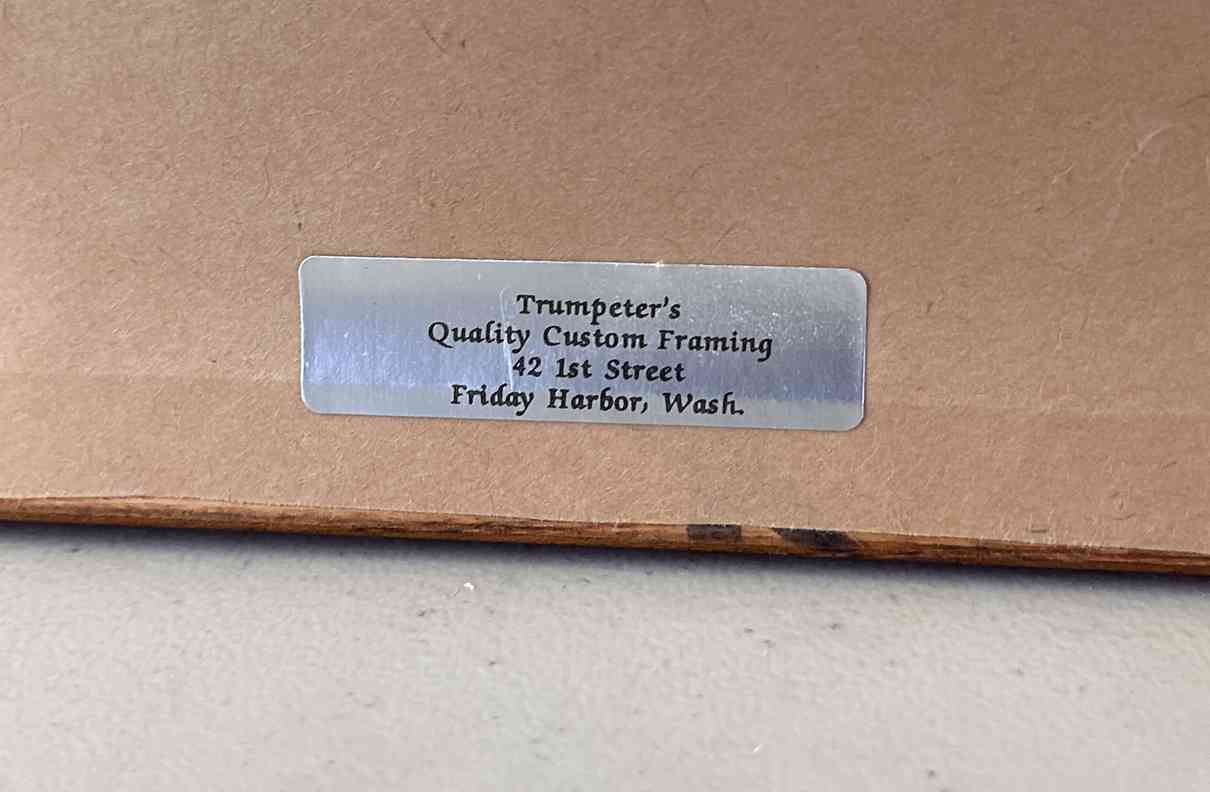 Trumpeter's
Quality Custom Framing
42 1st Street
Friday Harbor, Wash.